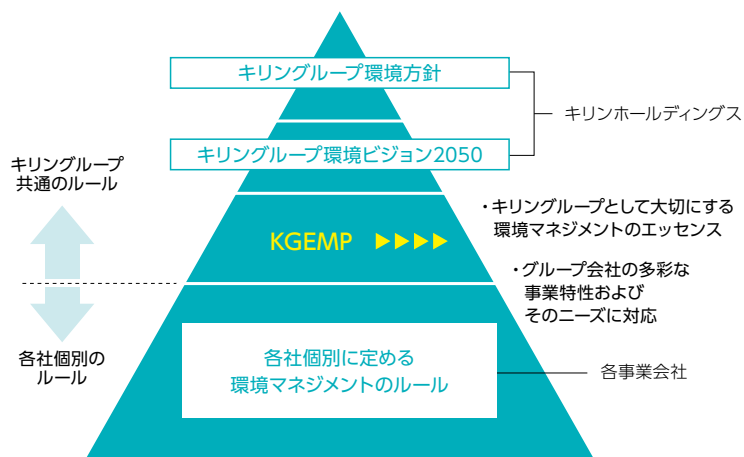 キリングループ環境方針
キリンホールディングス
キリングループ環境ビジョン2050
キリングループ
共通のルール
KGEMP
・キリングループとして大切にする
環境マネジメントのエッセンス
・グループ会社の多彩な
事業特性および
そのニーズに対応
各社個別の
ルール
各社個別に定める
環境マネジメントのルール
各事業会社